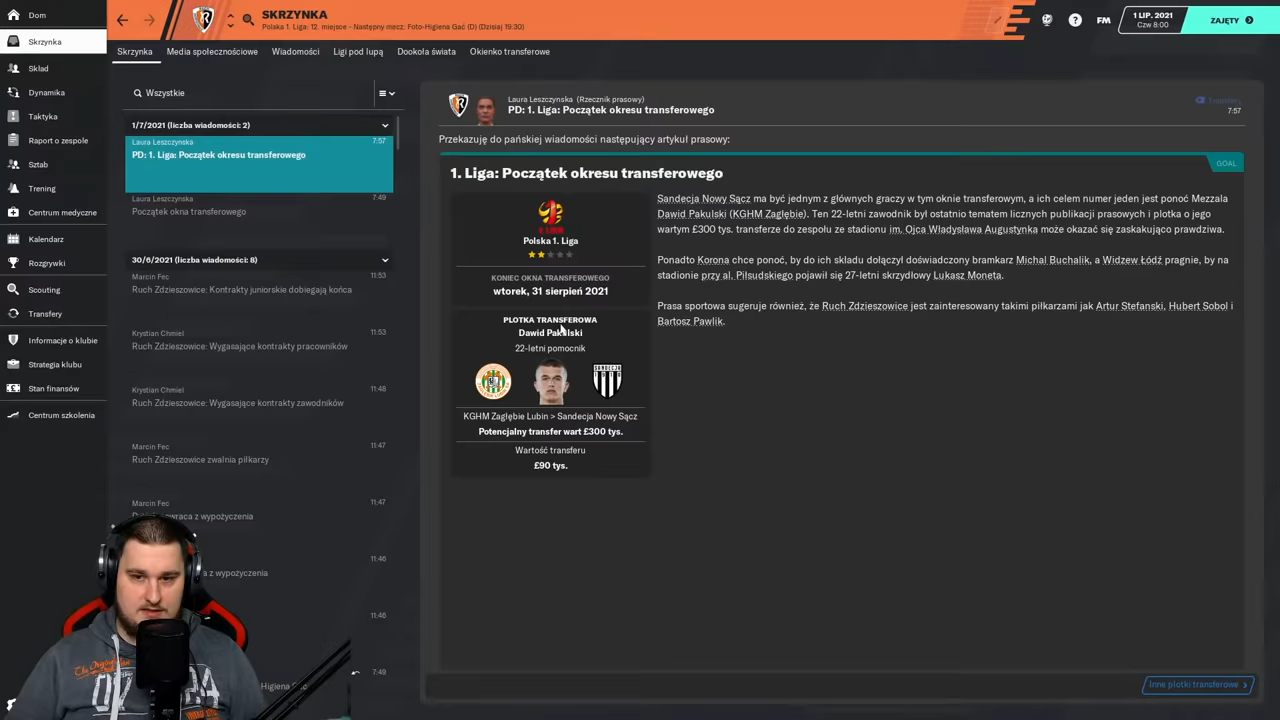 Dom
Skrzynka
Skład
Dynamika
Taktyka
Raport o zespole
Sztab
Trening
Centrum medyczne
Kalendarz
Rozgrywki
Scouting
Transfery
Informacje o klubie
Strategia klubu
Stan finansów
Centrum szkolenia
SKRZYNKA
Polska 1. Liga: 12. miejsce - Następny mecz: Foto-Higiena Gać (D) (Dzisiaj 19:30)
FM
1 LIP. 2021
Czw 8:00
ZAJĘTY
Skrzynka
Media społecznościowe
Wiadomości
Ligi pod lupą
Dookoła świata
Okienko transferowe
Wszystkie
1/7/2021 (liczba wiadomości: 2)
Laura Leszczynska 7:57
PD: 1. Liga: Początek okresu transferowego
Laura Leszczynska 7:49
Początek okna transferowego
30/6/2021 (liczba wiadomości: 8)
Marcin Fec 11:53
Ruch Zdzieszowice: Kontrakty juniorskie dobiegają końca
Krystian Chmiel 11:53
Ruch Zdzieszowice: Wygasające kontrakty pracowników
Krystian Chmiel 11:48
Ruch Zdzieszowice: Wygasające kontrakty zawodników
Marcin Fec 11:47
Ruch Zdzieszowice zwalnia piłkarzy
Marcin Fec 11:47
wraca z wypożyczenia
11:46
a z wypożyczenia
11:46
7:49
Higiena
Laura Leszczynska (Rzecznik prasowy)
PD: 1. Liga: Początek okresu transferowego
Transfery
7:57
Przekazuję do pańskiej wiadomości następujący artykuł prasowy:
GOAL
1. Liga: Początek okresu transferowego
1. LIGA
Polska 1. Liga
KONIEC OKNA TRANSFEROWEGO
wtorek, 31 sierpień 2021
PLOTKA TRANSFEROWA
Dawid Pakulski
22-letni pomocnik
KGHM Zagłębie Lubin > Sandecja Nowy Sącz
Potencjalny transfer wart £300 tys.
Wartość transferu
£90 tys.
Sandecja Nowy Sącz ma być jednym z głównych graczy w tym oknie transferowym, a ich celem numer jeden jest ponoć Mezzala
Dawid Pakulski (KGHM Zagłębie). Ten 22-letni zawodnik był ostatnio tematem licznych publikacji prasowych i plotka o jego
wartym £300 tys. transferze do zespołu ze stadionu im. Ojca Władysława Augustynka może okazać się zaskakująco prawdziwa.
Ponadto Korona chce ponoć, by do ich składu dołączył doświadczony bramkarz Michal Buchalik, a Widzew Łódź pragnie, by na
stadionie przy al. Piłsudskiego pojawił się 27-letni skrzydłowy Lukasz Moneta.
Prasa sportowa sugeruje również, że Ruch Zdzieszowice jest zainteresowany takimi piłkarzami jak Artur Stefanski, Hubert Sobol i
Bartosz Pawlik.
Inne plotki transferowe